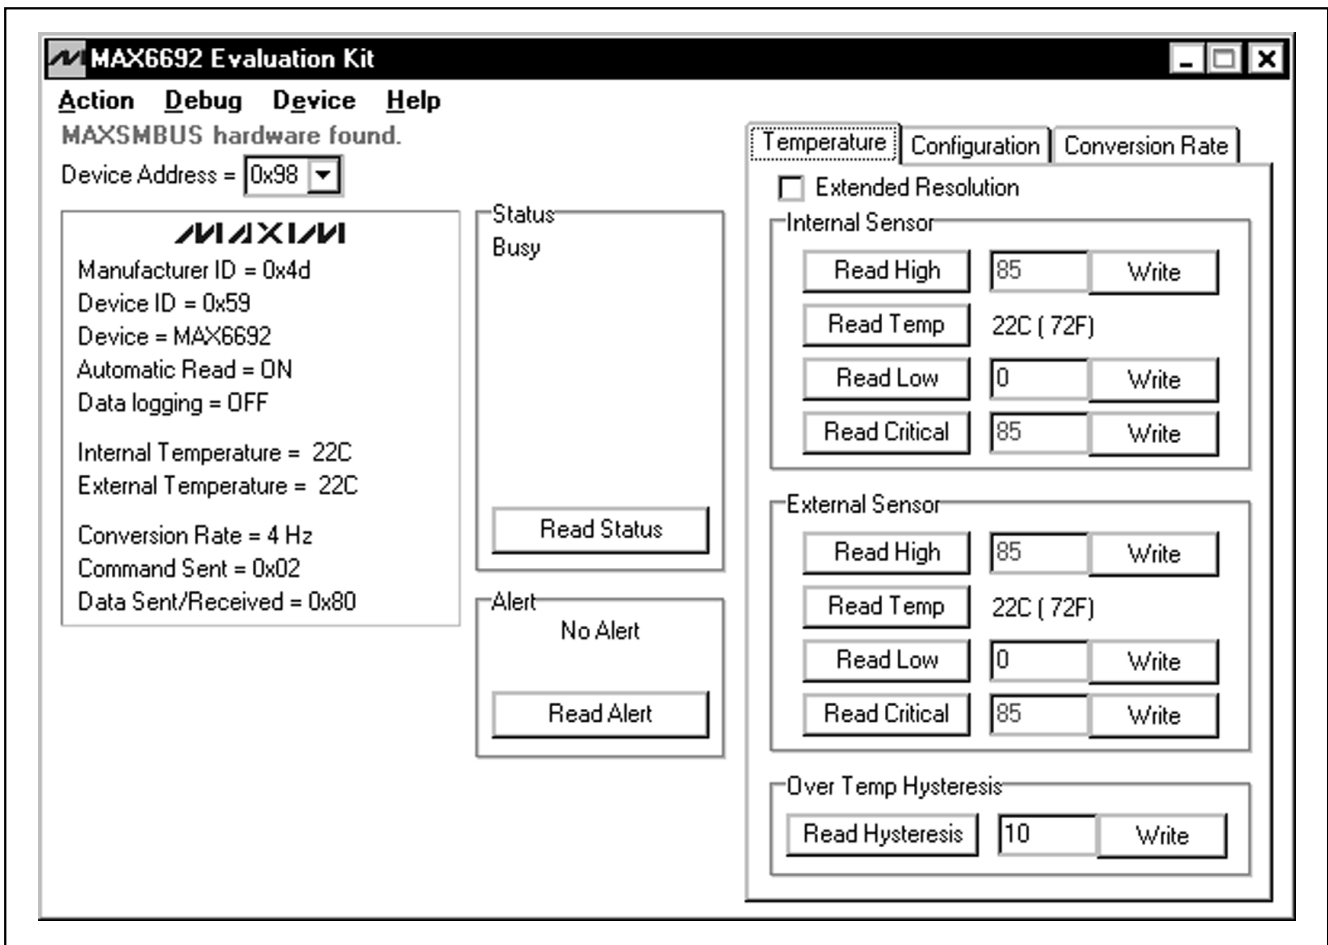 MAX6692 Evaluation Kit
Action Debug Device Help
MAXSMBUS hardware found.
Device Address = 0x98
MAXIM
Manufacturer ID = 0x4d
Device ID = 0x59
Device = MAX6692
Automatic Read = ON
Data logging = OFF
Internal Temperature = 22C
External Temperature = 22C
Conversion Rate = 4 Hz
Command Sent = 0x02
Data Sent/Received = 0x80
Status
Busy
Read Status
Alert
No Alert
Read Alert
Temperature Configuration Conversion Rate
Extended Resolution
Internal Sensor
Read High 85 Write
Read Temp 22C ( 72F)
Read Low 0 Write
Read Critical 85 Write
External Sensor
Read High 85 Write
Read Temp 22C ( 72F)
Read Low 0 Write
Read Critical 85 Write
Over Temp Hysteresis
Read Hysteresis 10 Write